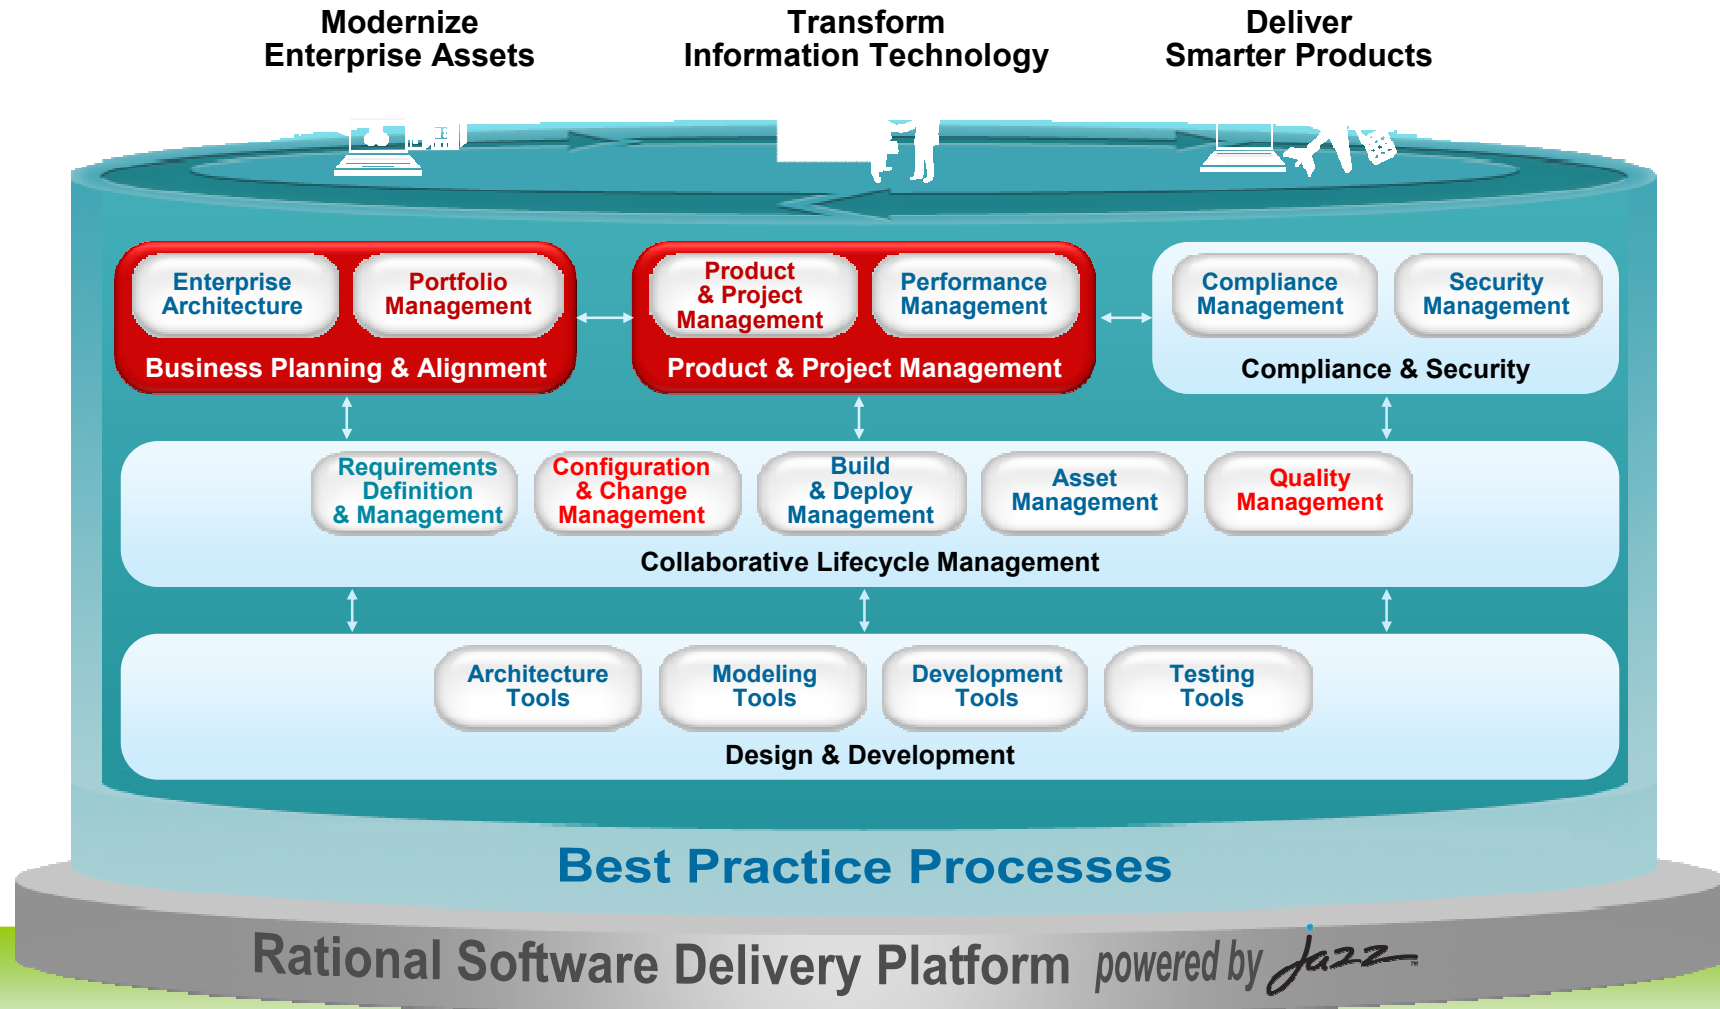 Modernize
Enterprise Assets
Transform
Information Technology
Deliver
Smarter Products
Enterprise
Architecture
Portfolio
Management
Business Planning & Alignment
Product
& Project
Management
Performance
Management
Product & Project Management
Compliance
Management
Security
Management
Compliance & Security
Requirements
Definition
& Management
Configuration
& Change
Management
Build
& Deploy
Management
Asset
Management
Quality
Management
Collaborative Lifecycle Management
Architecture
Tools
Modeling
Tools
Development
Tools
Testing
Tools
Design & Development
Best Practice Processes
Rational Software Delivery Platform powered by jazz™